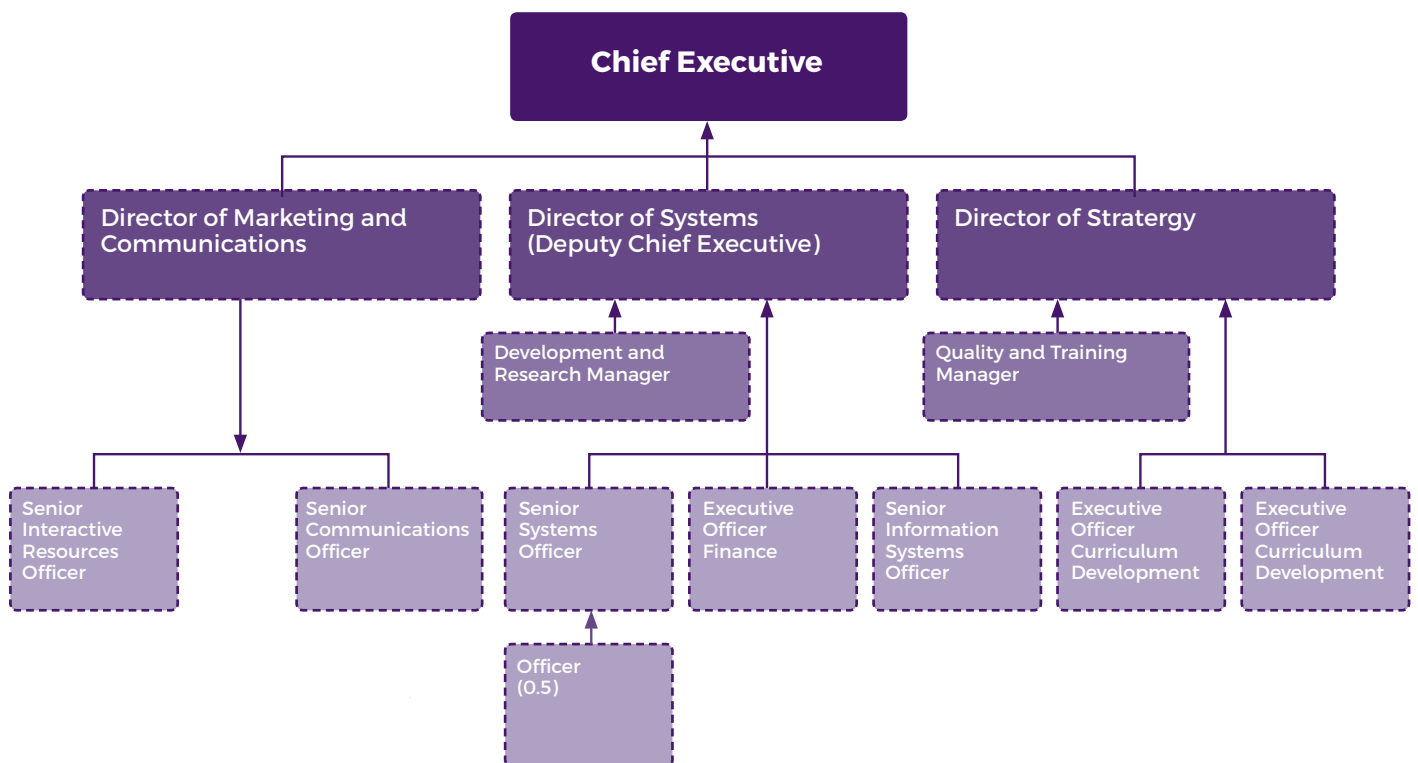 Chief Executive
Director of Marketing and
Communications
Director of Systems
(Deputy Chief Executive)
Director of Stratergy
Development and
Research Manager
Quality and Training
Manager
Senior
Interactive
Resources
Officer
Senior
Communications
Officer
Senior
Systems
Officer
Executive
Officer
Finance
Senior
Information
Systems
Officer
Executive
Officer
Curriculum
Development
Executive
Officer
Curriculum
Development
Officer
(0.5)